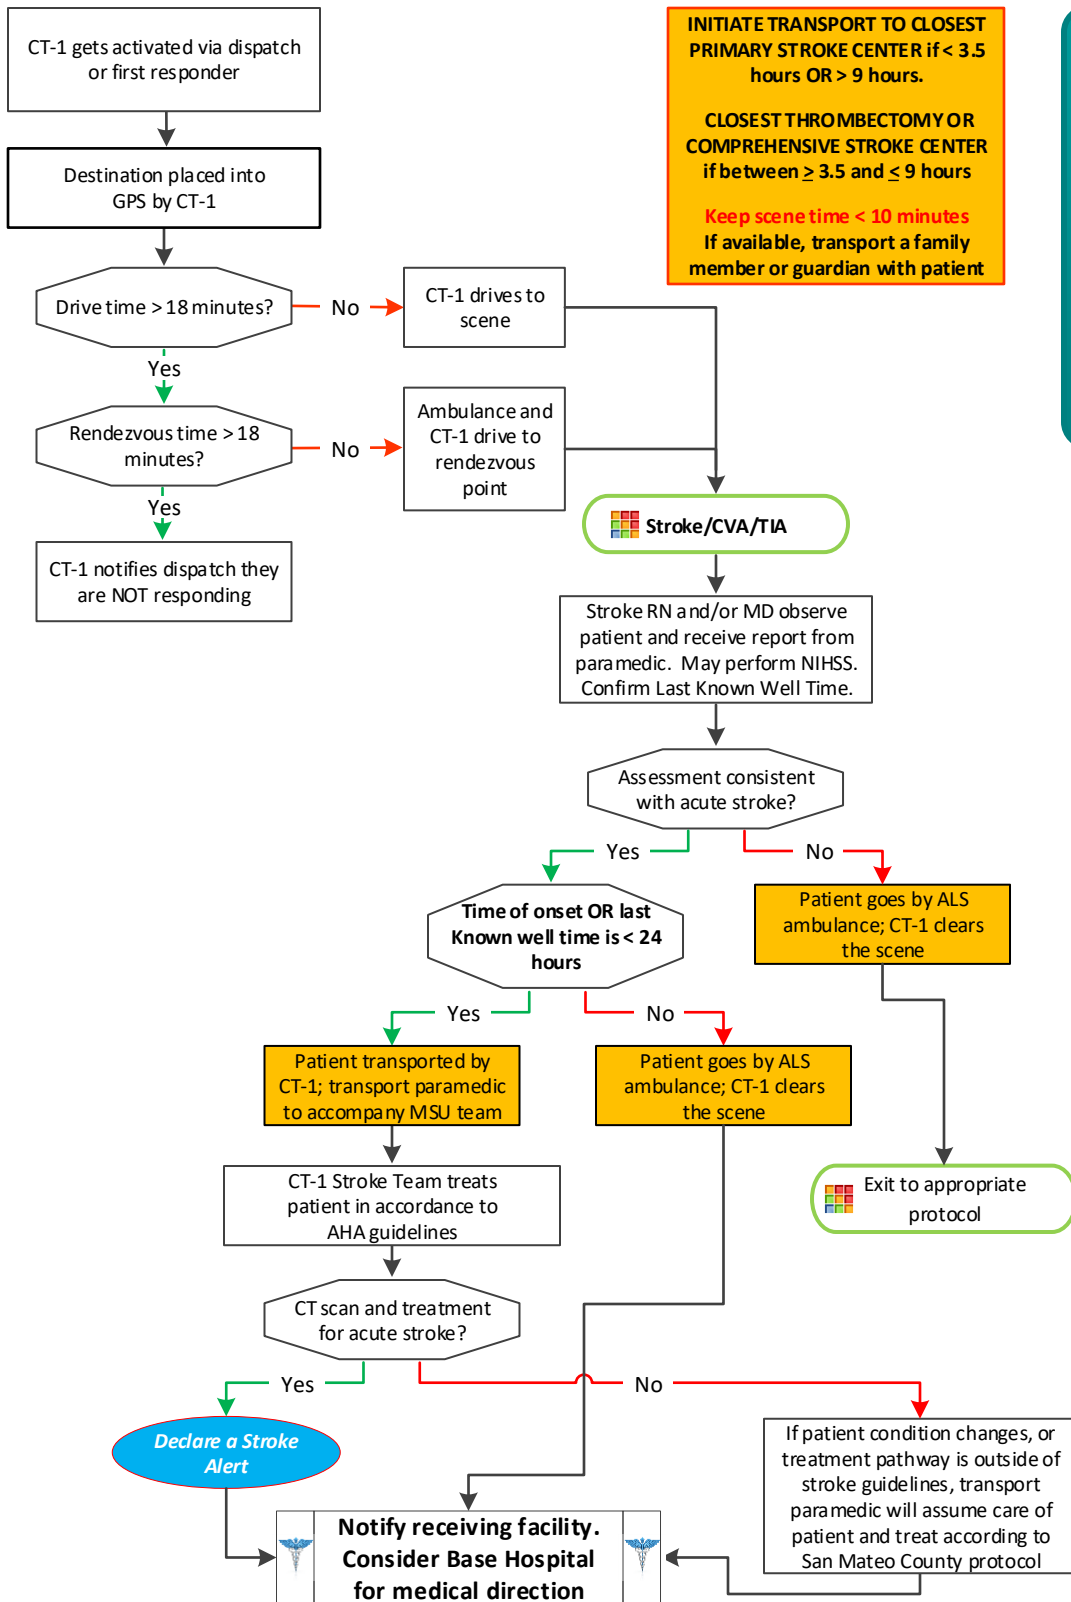 CT-1 gets activated via dispatch
or first responder
INITIATE TRANSPORT TO CLOSEST
PRIMARY STROKE CENTER if < 3.5
hours OR > 9 hours.
CLOSEST THROMBECTOMY OR
COMPREHENSIVE STROKE CENTER
if between ≥ 3.5 and ≤ 9 hours
Keep scene time < 10 minutes
If available, transport a family
member or guardian with patient
Destination placed into
GPS by CT-1
Drive time > 18 minutes?
No
CT-1 drives to
scene
Yes
Rendezvous time > 18
minutes?
No
Ambulance and
CT-1 drive to
rendezvous
point
Yes
CT-1 notifies dispatch they
are NOT responding
Stroke/CVA/TIA
Stroke RN and/or MD observe
patient and receive report from
paramedic. May perform NIHSS.
Confirm Last Known Well Time.
Assessment consistent
with acute stroke?
Yes
No
Time of onset OR last
Known well time is < 24
hours
Patient goes by ALS
ambulance; CT-1 clears
the scene
Yes
No
Patient transported by
CT-1; transport paramedic
to accompany MSU team
Patient goes by ALS
ambulance; CT-1 clears
the scene
CT-1 Stroke Team treats
patient in accordance to
AHA guidelines
Exit to appropriate
protocol
CT scan and treatment
for acute stroke?
Yes
No
Declare a Stroke
Alert
If patient condition changes, or
treatment pathway is outside of
stroke guidelines, transport
paramedic will assume care of
patient and treat according to
San Mateo County protocol
Notify receiving facility.
Consider Base Hospital
for medical direction